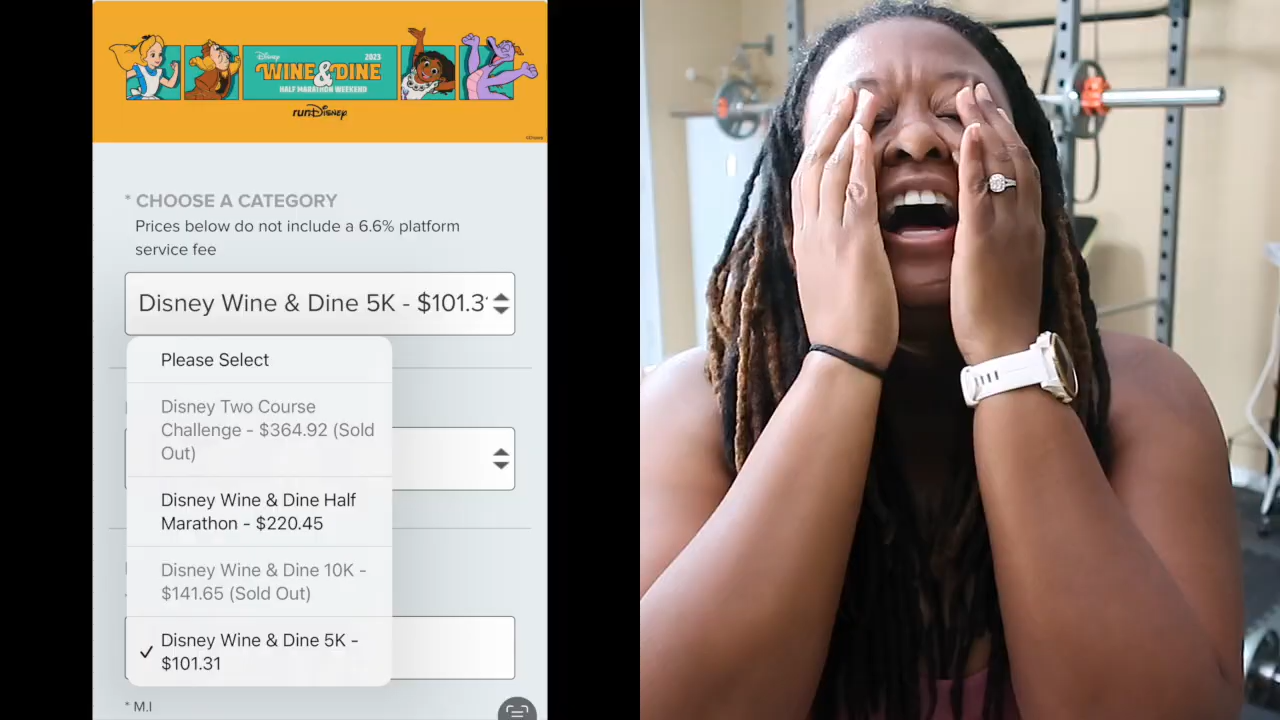 Disney
2023
WINE & DINE
HALF MARATHON WEEKEND
runDisney
©Disney
* CHOOSE A CATEGORY
Prices below do not include a 6.6% platform
service fee
Disney Wine & Dine 5K - $101.3
Please Select
Disney Two Course
Challenge - $364.92 (Sold
Out)
Disney Wine & Dine Half
Marathon - $220.45
Disney Wine & Dine 10K -
$141.65 (Sold Out)
Disney Wine & Dine 5K -
$101.31
* M.I